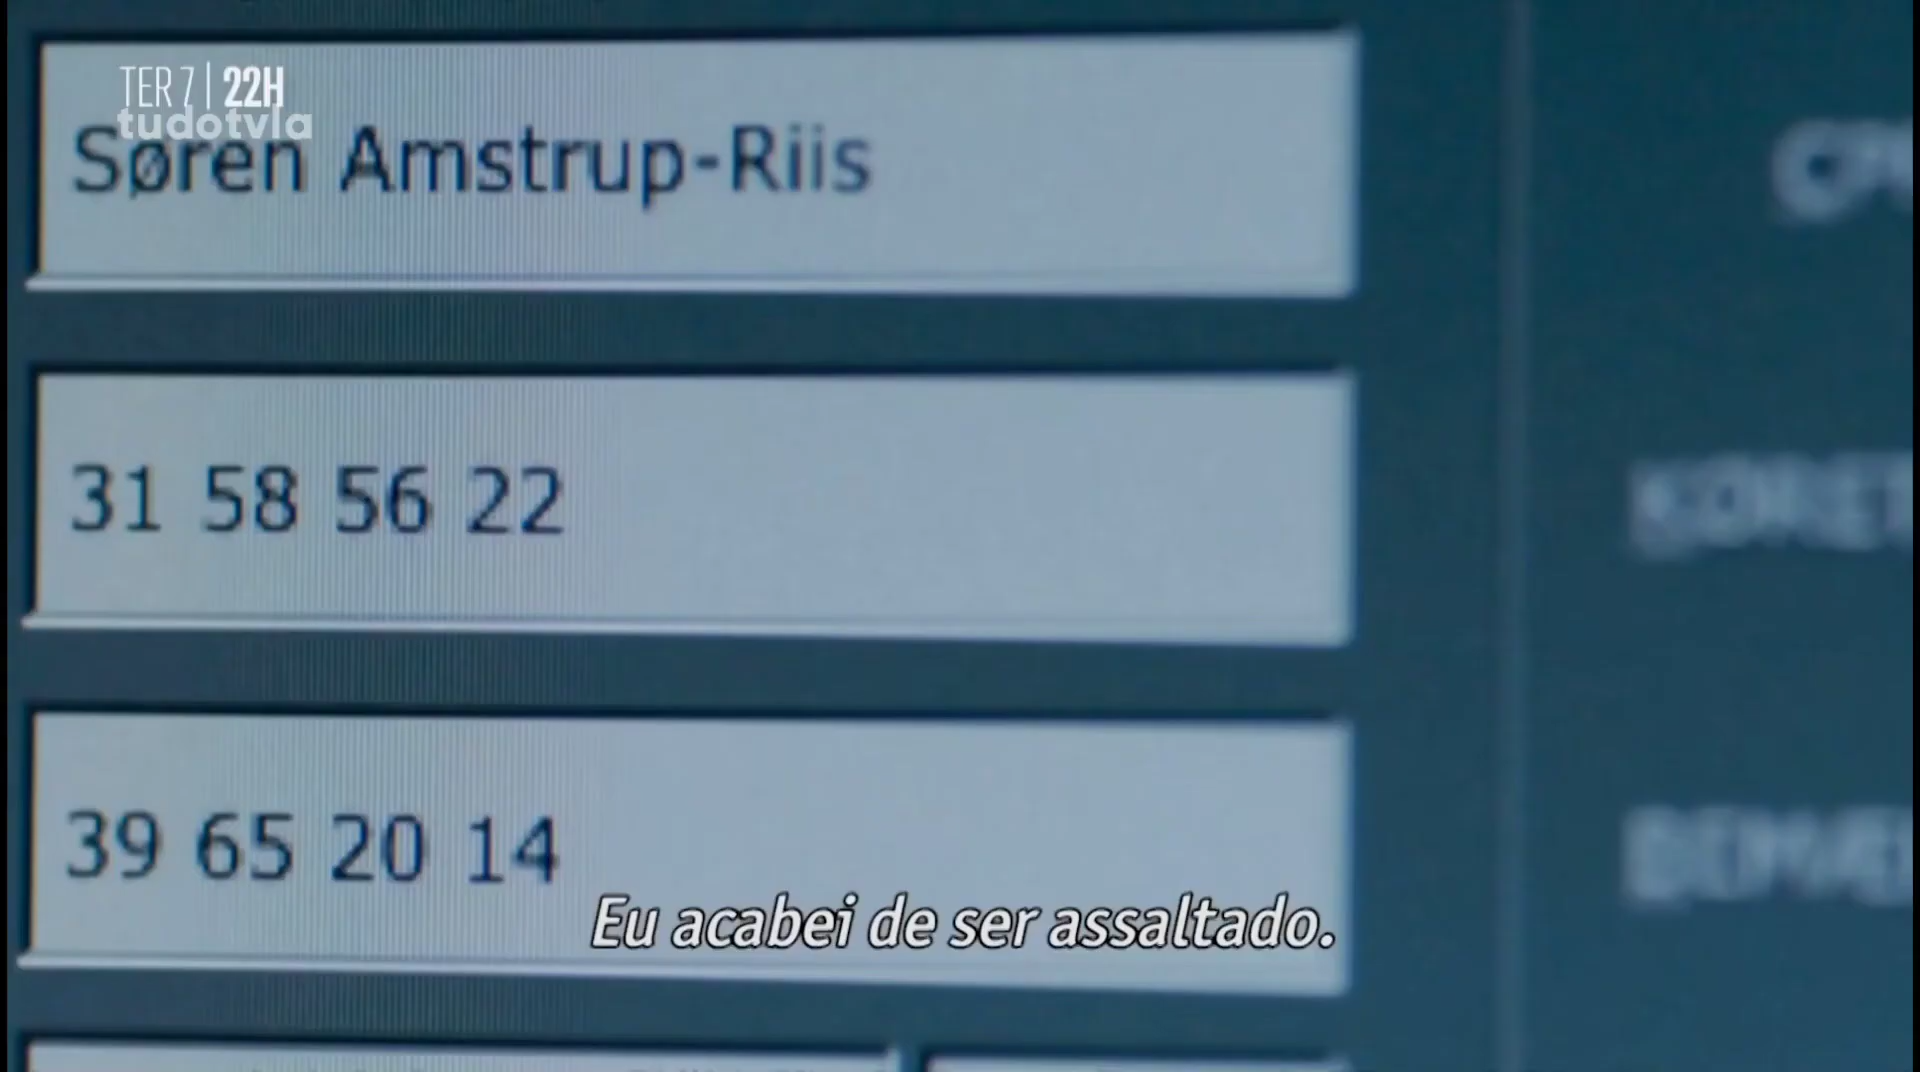 TER 7 | 22H
tudotvla
Søren Amstrup-Riis
31 58 56 22
39 65 20 14
Eu acabei de ser assaltado.